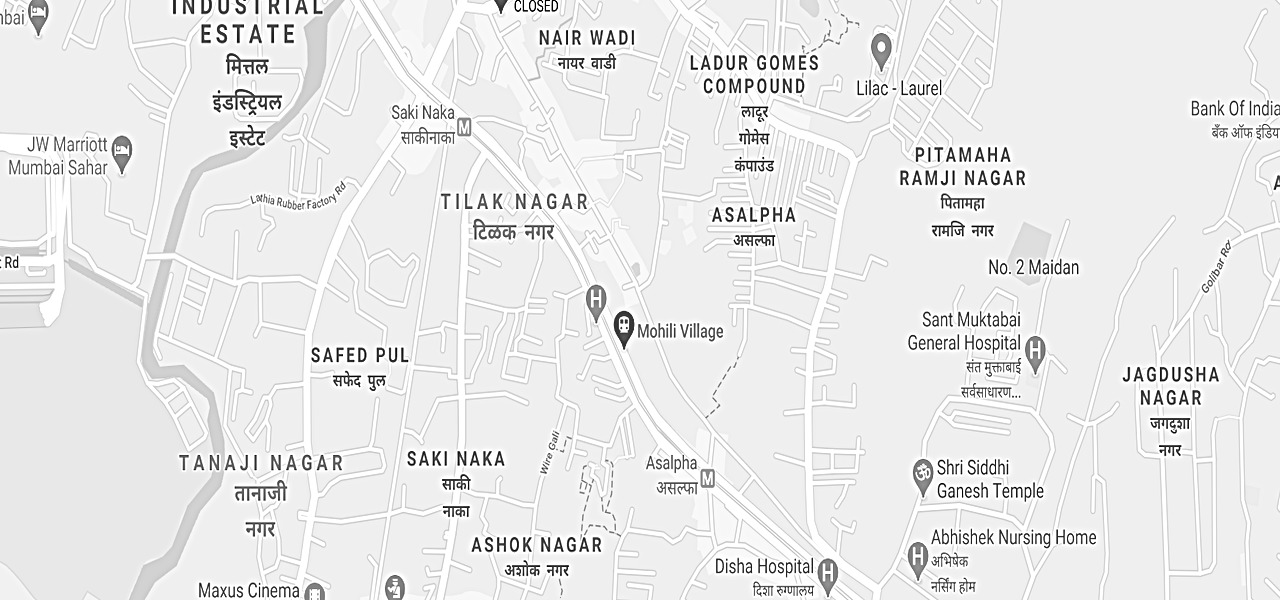 CLOSED
INDUSTRIAL
ESTATE
मित्तल
इंडस्ट्रियल
इस्टेट
NAIR WADI
नायर वाडी
LADUR GOMES
COMPOUND
लादूर
गोमेस
कंपाउंड
Lilac - Laurel
Bank Of India
बँक ऑफ इंडिय
Saki Naka
साकीनाका
M
JW Marriott
Mumbai Sahar
Lathia Rubber Factory Rd
TILAK NAGAR
टिळक नगर
ASALPHA
असल्फा
PITAMAHA
RAMJI NAGAR
पितामहा
रामजि नगर
Golibar Rd
Rd
No. 2 Maidan
H
Mohili Village
Sant Muktabai
General Hospital
संत मुक्ताबाई
सर्वसाधारण...
H
SAFED PUL
सफेद पुल
JAGDUSHA
NAGAR
जगदुशा
नगर
TANAJI NAGAR
तानाजी
नगर
SAKI NAKA
साकी
नाका
Wire Gali
Asalpha
असल्फा
M
Shri Siddhi
Ganesh Temple
ASHOK NAGAR
अशोक नगर
Disha Hospital
दिशा रुग्णालय
H
Abhishek Nursing Home
अभिषेक
नर्सिंग होम
H
Maxus Cinema